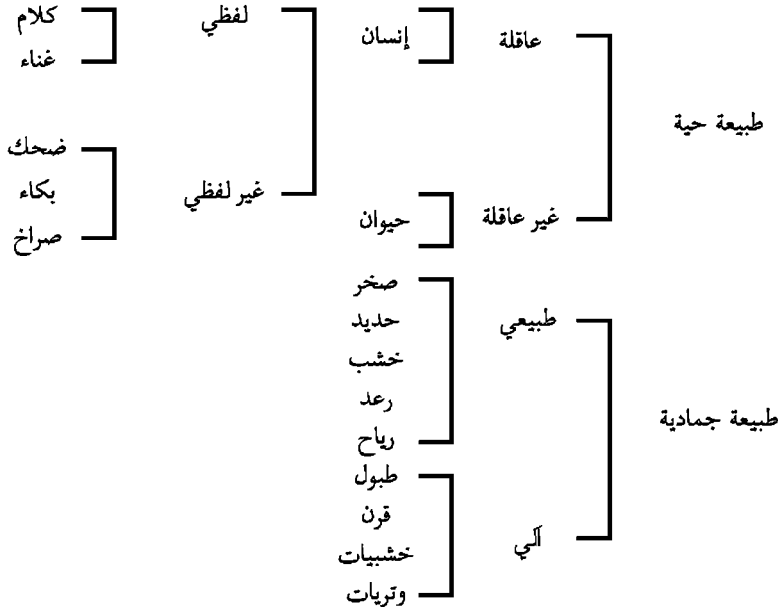 طبيعة حية
عاقلة
إنسان
لفظي
كلام
غناء
غير لفظي
ضحك
بكاء
صراخ
غير عاقلة
حيوان
طبيعة جمادية
طبيعي
صخر
حديد
خشب
رعد
رياح
آلي
طبول
قرن
خشبيات
وتريات